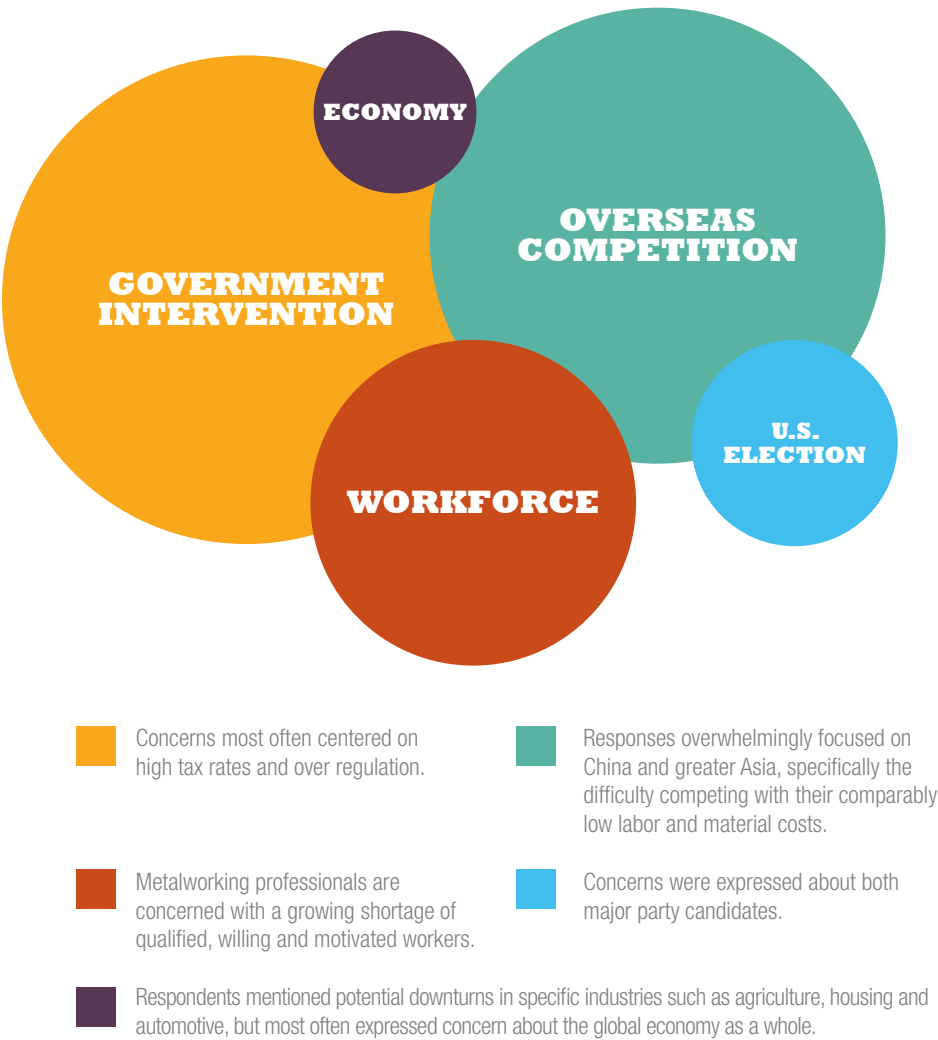 ECONOMY
OVERSEAS
COMPETITION
GOVERNMENT
INTERVENTION
U.S.
ELECTION
WORKFORCE
Concerns most often centered on
high tax rates and over regulation.
Responses overwhelmingly focused on
China and greater Asia, specifically the
difficulty competing with their comparably
low labor and material costs.
Metalworking professionals are
concerned with a growing shortage of
qualified, willing and motivated workers.
Concerns were expressed about both
major party candidates.
Respondents mentioned potential downturns in specific industries such as agriculture, housing and
automotive, but most often expressed concern about the global economy as a whole.